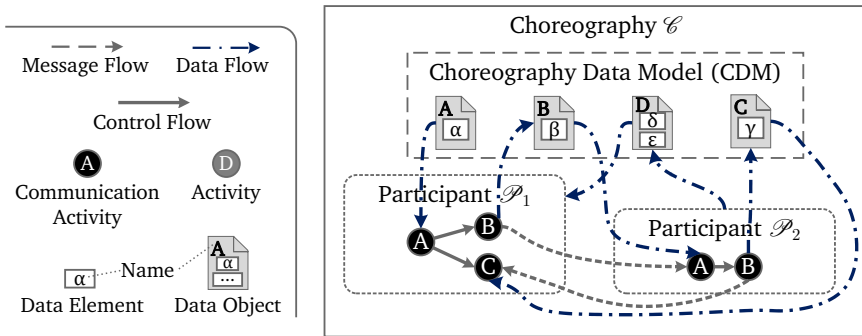 Message Flow
Data Flow
Control Flow
A
D
Communication Activity
Activity
α
Name
A
α
...
Data Element
Data Object
Choreography 𝒞
Choreography Data Model (CDM)
A
α
B
β
D
δ
ε
C
γ
Participant 𝒫1
A
B
C
Participant 𝒫2
A
B